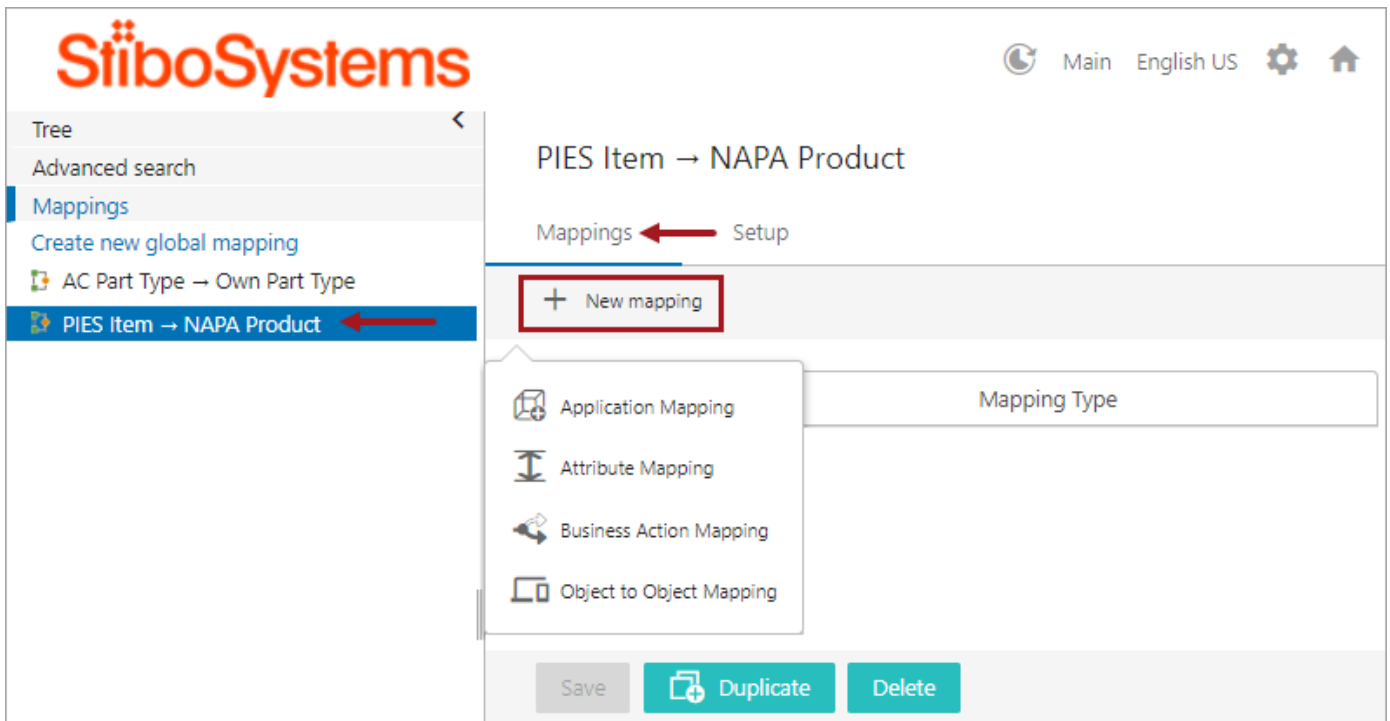 StiboSystems
Main English US
Tree
Advanced search
Mappings
Create new global mapping
AC Part Type → Own Part Type
PIES Item → NAPA Product
PIES Item → NAPA Product
Mappings Setup
+ New mapping
Application Mapping
Attribute Mapping
Business Action Mapping
Object to Object Mapping
Mapping Type
Save Duplicate Delete